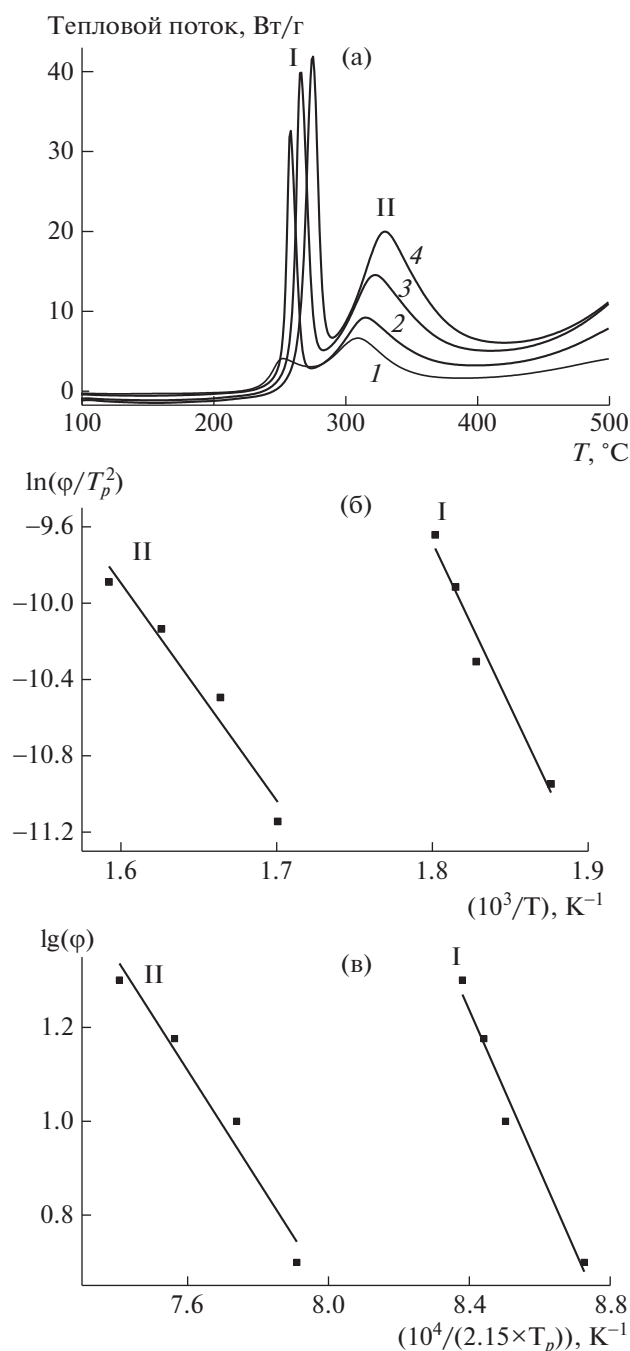 Тепловой поток, Вт/г
I (а)
40
30
II
20
4
3
10
2
1
0
100 200 300 400 500
T, °C
ln(φ/T_p^2)
(б)
I
−9.6
II
−10.0
−10.4
−10.8
−11.2
1.6 1.7 1.8 1.9
(10^3/T), K^−1
lg(φ)
(в)
I
II
1.2
1.0
0.8
7.6 8.0 8.4 8.8
(10^4/(2.15×T_p)), K^−1